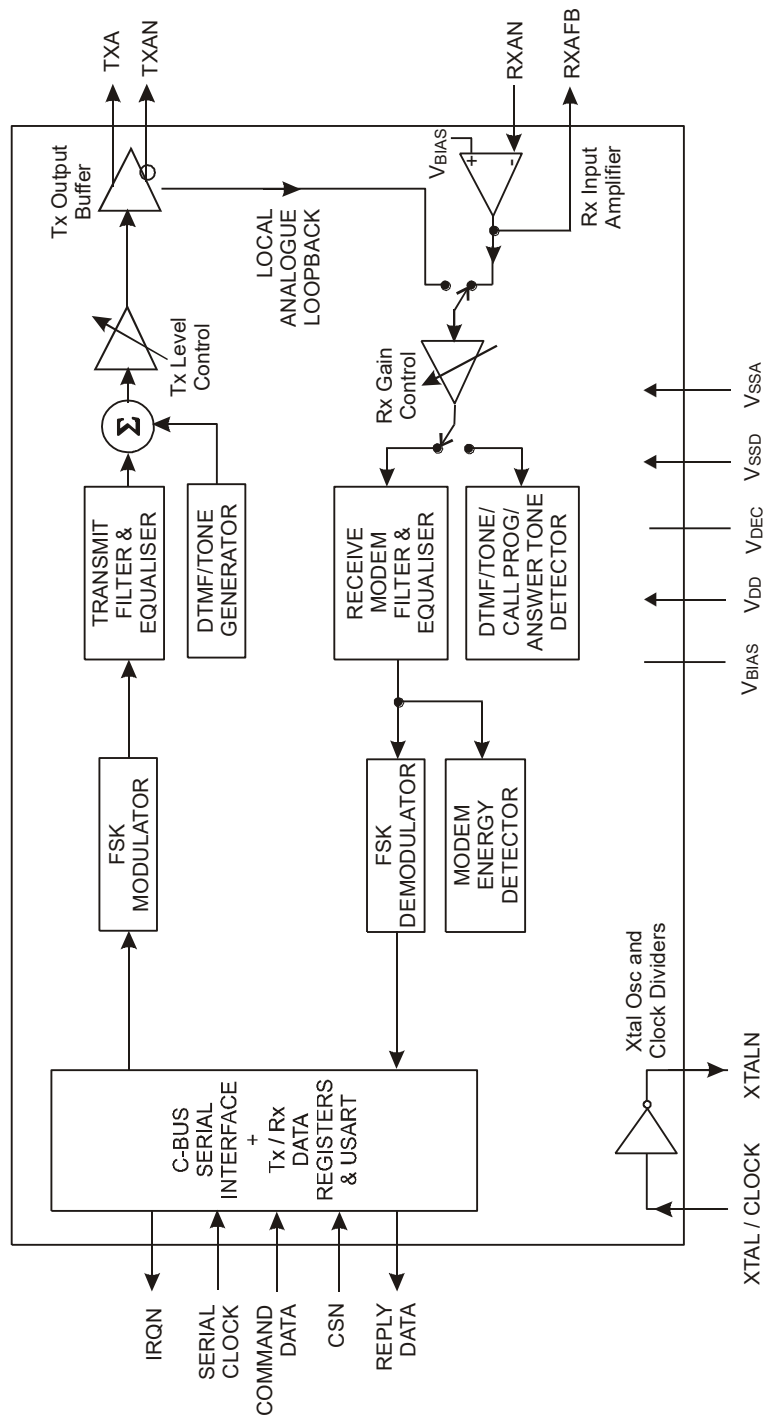 TXA
TXAN
Tx Output
Buffer
LOCAL
ANALOGUE
LOOPBACK
VBIAS
+
-
RXAN
RXAFB
Rx Input
Amplifier
Tx Level
Control
Rx Gain
Control
Σ
TRANSMIT
FILTER &
EQUALISER
DTMF/TONE
GENERATOR
RECEIVE
MODEM
FILTER &
EQUALISER
DTMF/TONE/
CALL PROG/
ANSWER TONE
DETECTOR
VSSA
VSSD
VDEC
VDD
VBIAS
FSK
MODULATOR
FSK
DEMODULATOR
MODEM
ENERGY
DETECTOR
Xtal Osc and
Clock Dividers
C-BUS
SERIAL
INTERFACE
+
Tx / Rx
DATA
REGISTERS
& USART
IRQN
SERIAL
CLOCK
COMMAND
DATA
CSN
REPLY
DATA
XTAL / CLOCK
XTALN